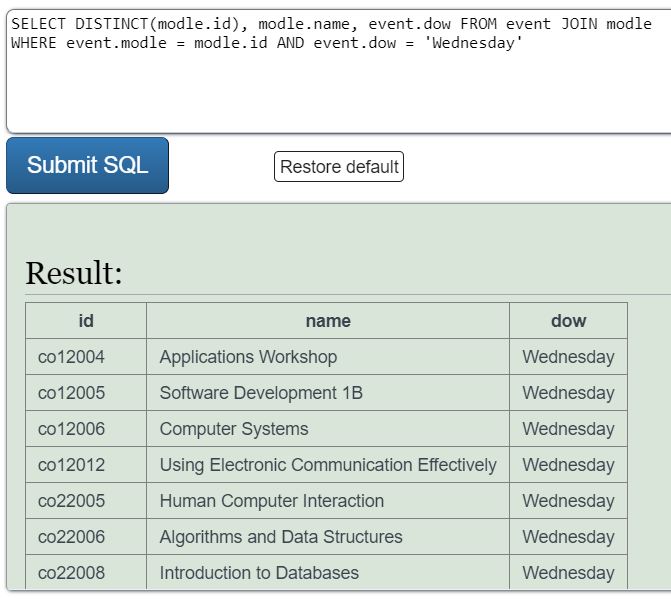 SELECT DISTINCT(modle.id), modle.name, event.dow FROM event JOIN modle
WHERE event.modle = modle.id AND event.dow = 'Wednesday'
Submit SQL Restore default
Result:
id name dow
co12004 Applications Workshop Wednesday
co12005 Software Development 1B Wednesday
co12006 Computer Systems Wednesday
co12012 Using Electronic Communication Effectively Wednesday
co22005 Human Computer Interaction Wednesday
co22006 Algorithms and Data Structures Wednesday
co22008 Introduction to Databases Wednesday